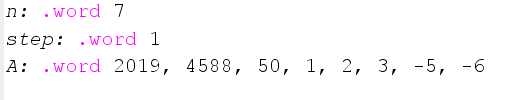 n: .word 7
step: .word 1
A: .word 2019, 4588, 50, 1, 2, 3, -5, -6